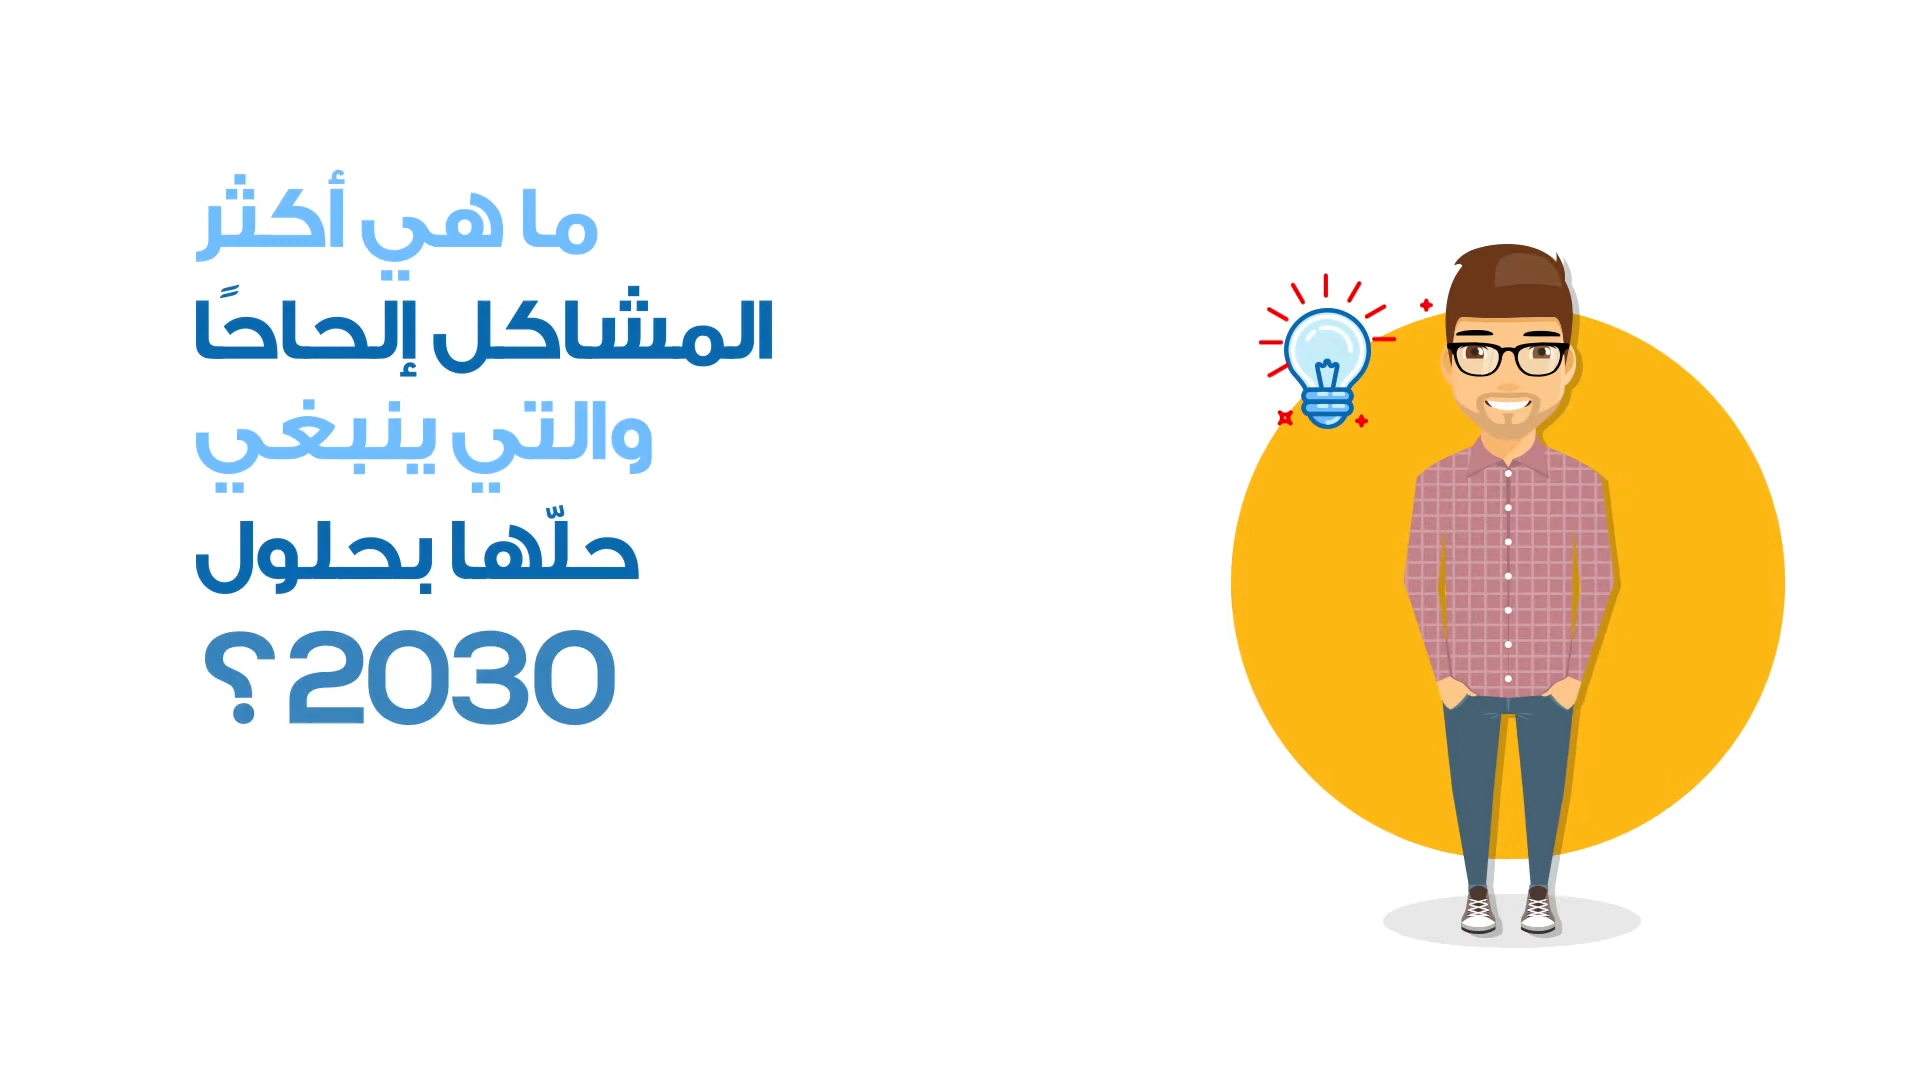 ما هي أكثر
المشاكل إلحاحًا
والتي ينبغي
حلّها بحلول
2030؟